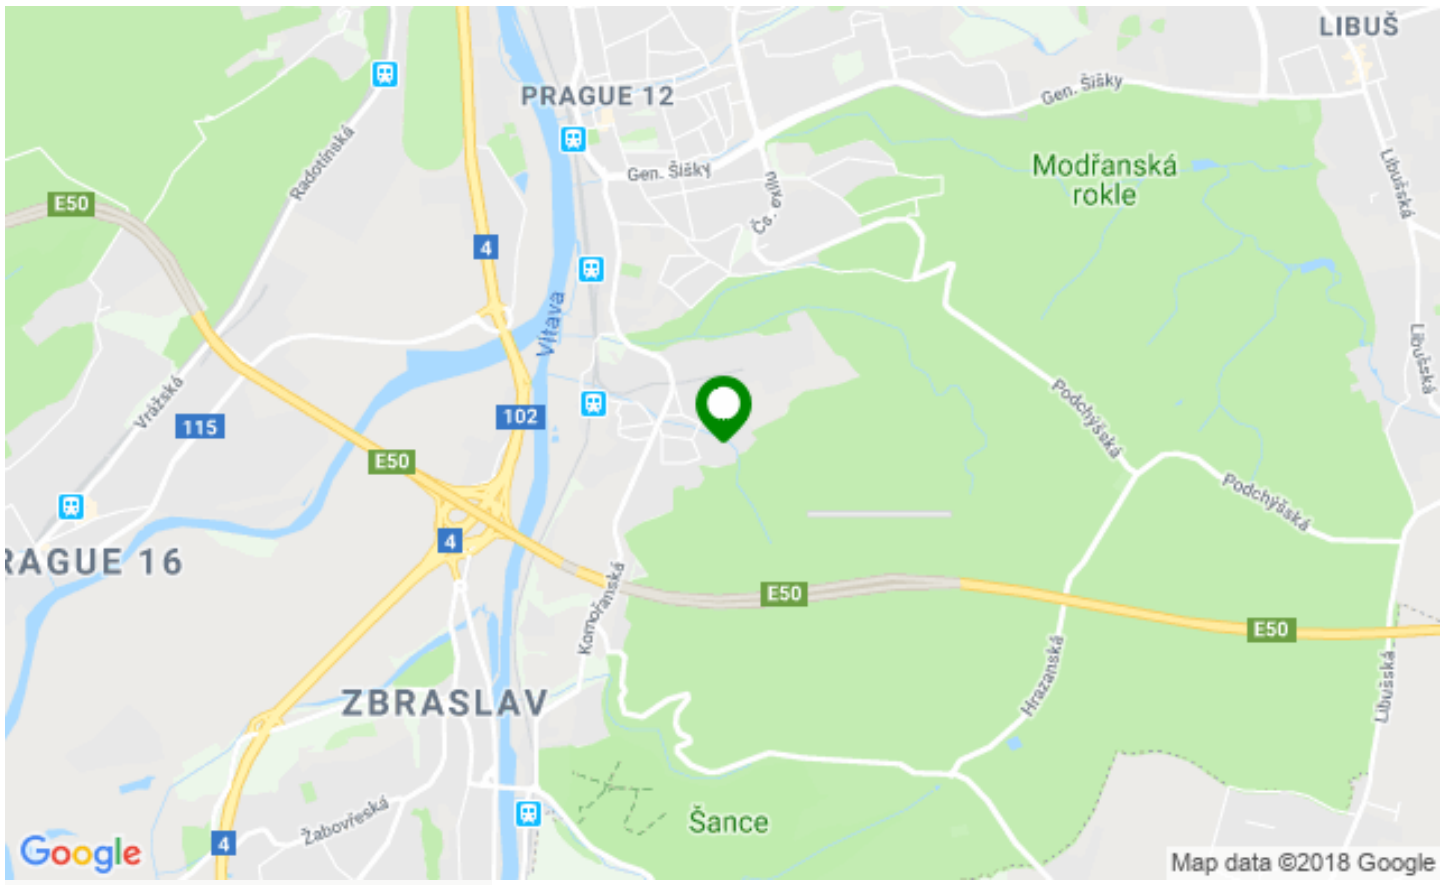 LIBUŠ
PRAGUE 12
Gen. Šišky
Radotínská
Gen. Šišky
Modřanská
rokle
Libušská
E50
Čs. exilu
4
Vltava
Libušská
Vrážská
115
102
Podchýšská
E50
Podchýšská
4
RAGUE 16
Komořanská
E50
E50
Hrazanská
Libušská
ZBRASLAV
Žabovřeská
Šance
4
Google
Map data ©2018 Google